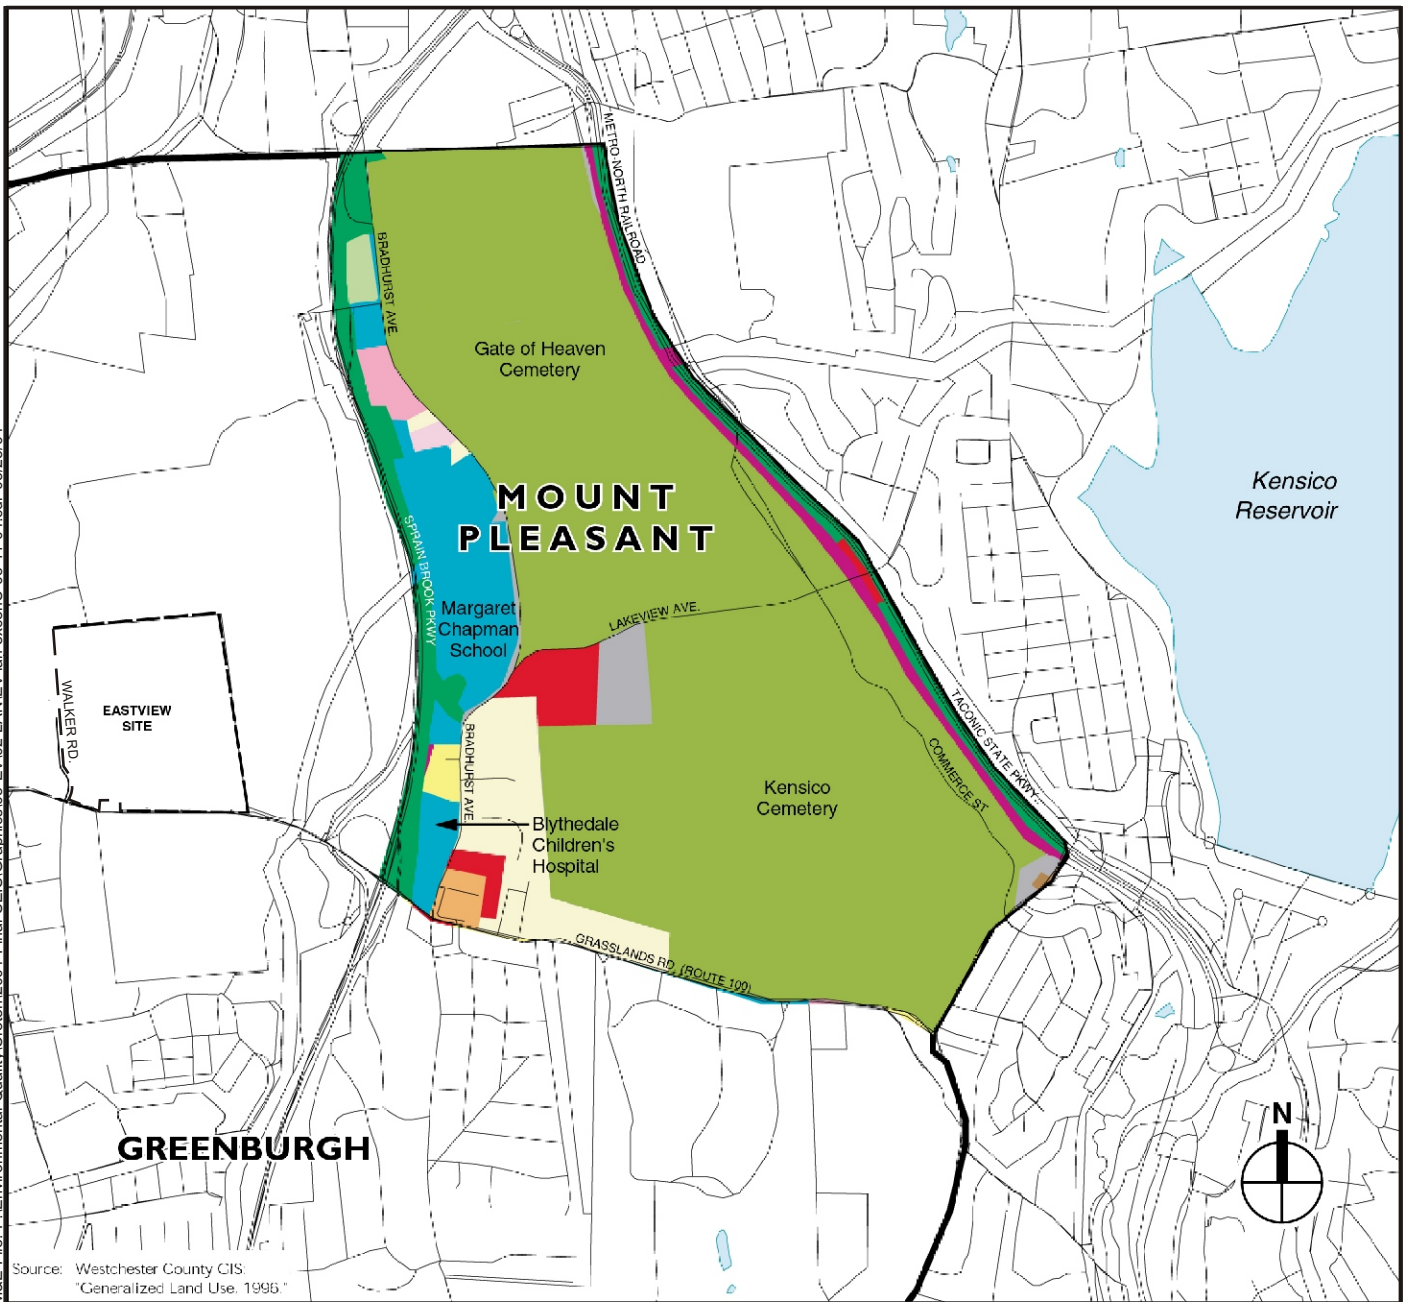 METRO-NORTH RAILROAD
BRADHURST AVE.
Gate of Heaven
Cemetery
Kensico
Reservoir
MOUNT
PLEASANT
SPRAIN BROOK PKWY
Margaret
Chapman
School
LAKEVIEW AVE.
WALKER RD.
EASTVIEW
SITE
TACONIC STATE PKWY.
COMMERCE ST.
BRADHURST AVE.
Kensico
Cemetery
Blythedale
Children's
Hospital
GRASSLANDS RD. (ROUTE 100)
GREENBURGH
N
Source: Westchester County GIS:
"Generalized Land Use, 1996."